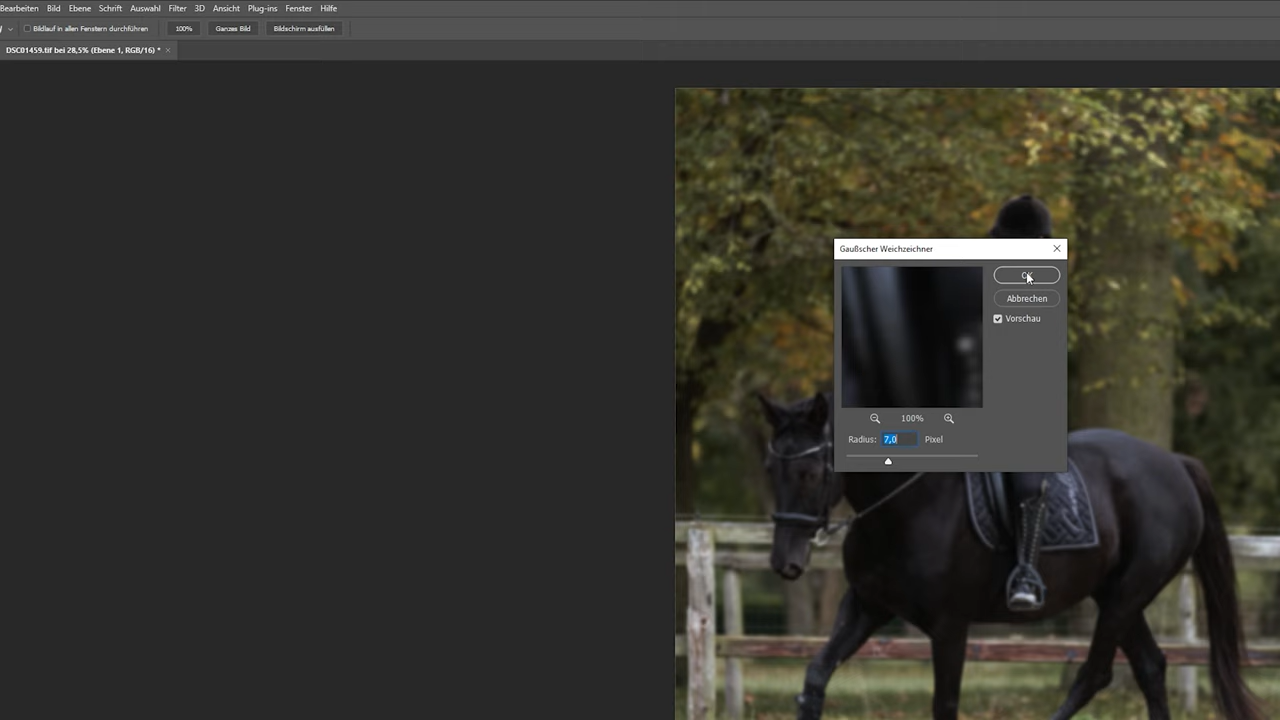 Bearbeiten Bild Ebene Schrift Auswahl Filter 3D Ansicht Plug-ins Fenster Hilfe
Bildlauf in allen Fenstern durchführen 100% Ganzes Bild Bildschirm ausfüllen
DSC01459.tif bei 28,5% (Ebene 1, RGB/16) * ×
Gaußscher Weichzeichner
OK
Abbrechen
Vorschau
100%
Radius: 7,0 Pixel